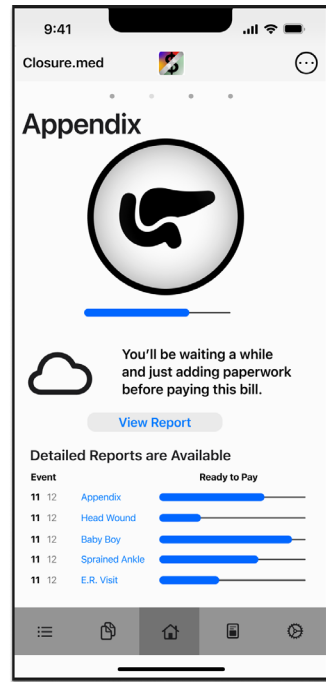 9:41
Closure.med
$
Appendix
You'll be waiting a while
and just adding paperwork
before paying this bill.
View Report
Detailed Reports are Available
Event Ready to Pay
11 12 Appendix
11 12 Head Wound
11 12 Baby Boy
11 12 Sprained Ankle
11 12 E.R. Visit